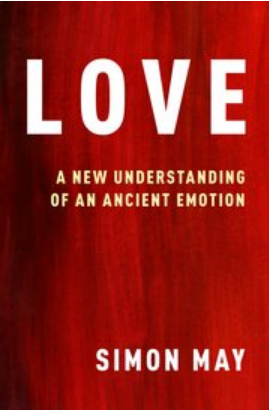 LOVE
A NEW UNDERSTANDING
OF AN ANCIENT EMOTION
SIMON MAY